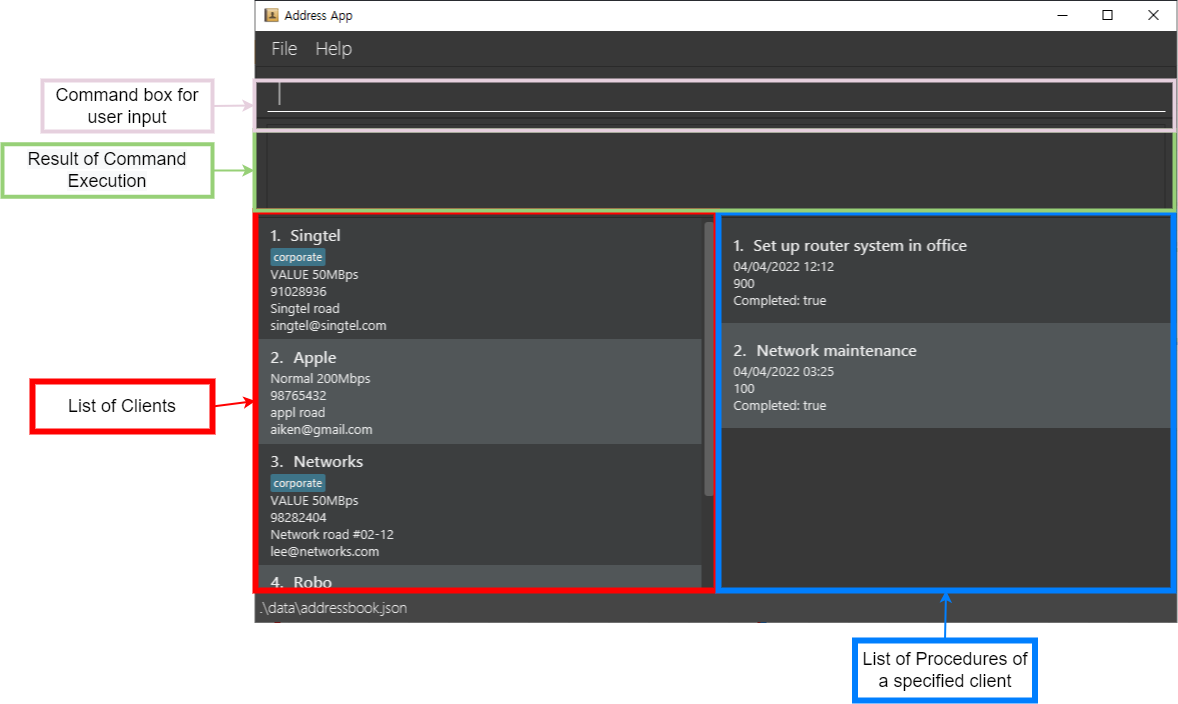 Address App
File Help
Command box for
user input
Result of Command
Execution
List of Clients
1. Singtel
corporate
VALUE 50MBps
91028936
Singtel road
singtel@singtel.com
2. Apple
Normal 200Mbps
98765432
appl road
aiken@gmail.com
3. Networks
corporate
VALUE 50MBps
98282404
Network road #02-12
lee@networks.com
4. Robo
1. Set up router system in office
04/04/2022 12:12
900
Completed: true
2. Network maintenance
04/04/2022 03:25
100
Completed: true
.\data\addressbook.json
List of Procedures of
a specified client